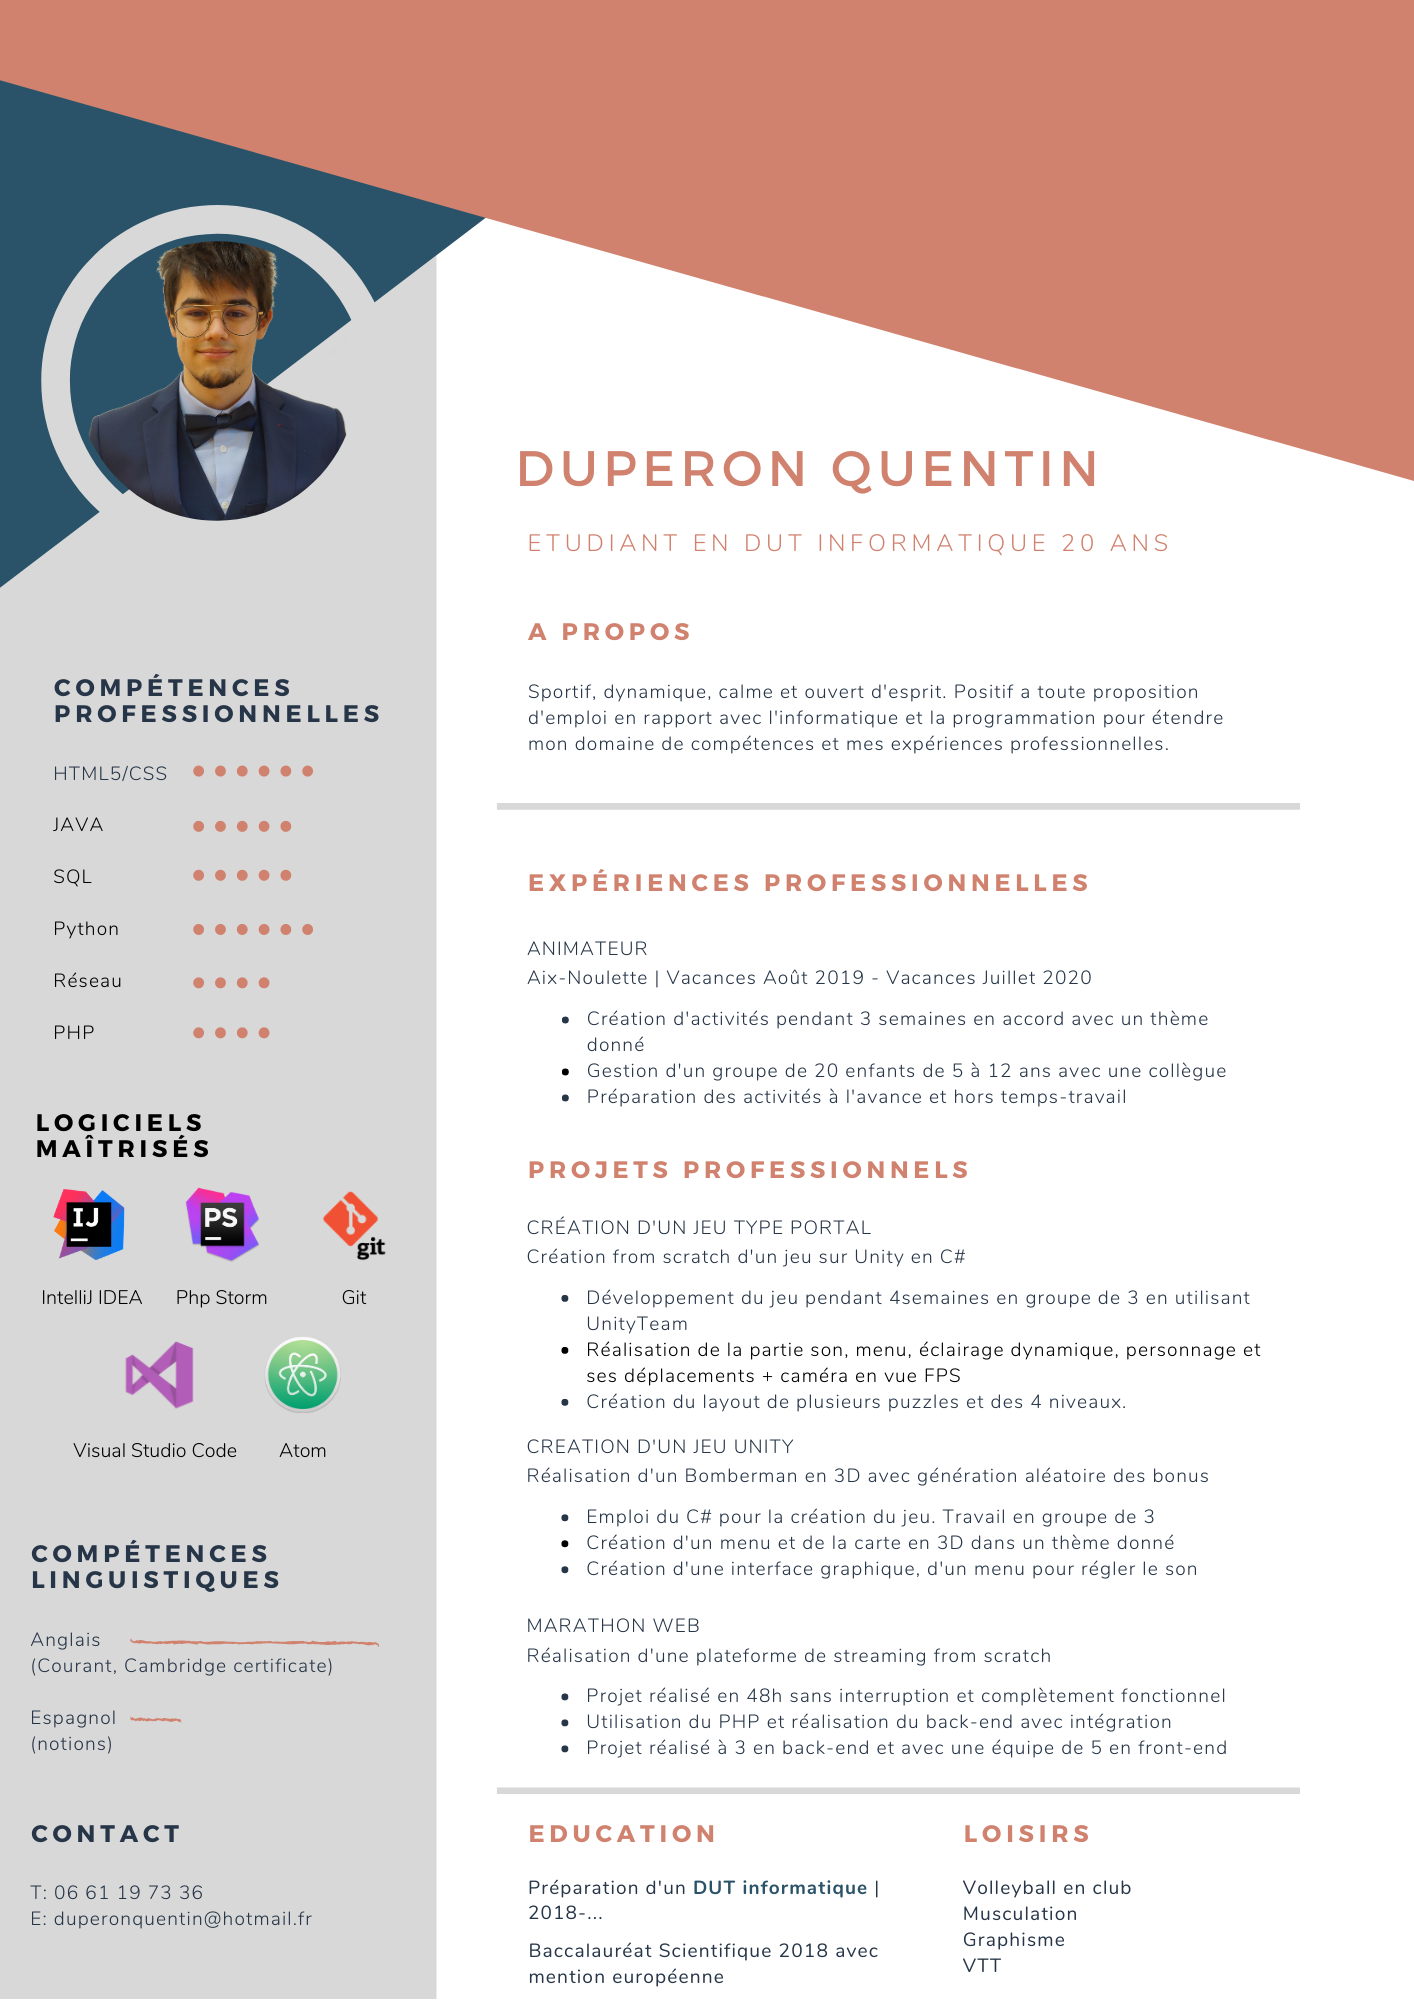 DUPERON QUENTIN
ETUDIANT EN DUT INFORMATIQUE 20 ANS
A PROPOS
Sportif, dynamique, calme et ouvert d'esprit. Positif a toute proposition
d'emploi en rapport avec l'informatique et la programmation pour étendre
mon domaine de compétences et mes expériences professionnelles.
COMPÉTENCES
PROFESSIONNELLES
HTML5/CSS
JAVA
SQL
Python
Réseau
PHP
LOGICIELS
MAÎTRISÉS
IJ
PS
git
IntelliJ IDEA
Php Storm
Git
Visual Studio Code
Atom
COMPÉTENCES
LINGUISTIQUES
Anglais
(Courant, Cambridge certificate)
Espagnol
(notions)
CONTACT
T: 06 61 19 73 36
E: duperonquentin@hotmail.fr
EXPÉRIENCES PROFESSIONNELLES
ANIMATEUR
Aix-Noulette | Vacances Août 2019 - Vacances Juillet 2020
• Création d'activités pendant 3 semaines en accord avec un thème
donné
• Gestion d'un groupe de 20 enfants de 5 à 12 ans avec une collègue
• Préparation des activités à l'avance et hors temps-travail
PROJETS PROFESSIONNELS
CRÉATION D'UN JEU TYPE PORTAL
Création from scratch d'un jeu sur Unity en C#
• Développement du jeu pendant 4semaines en groupe de 3 en utilisant
UnityTeam
• Réalisation de la partie son, menu, éclairage dynamique, personnage et
ses déplacements + caméra en vue FPS
• Création du layout de plusieurs puzzles et des 4 niveaux.
CREATION D'UN JEU UNITY
Réalisation d'un Bomberman en 3D avec génération aléatoire des bonus
• Emploi du C# pour la création du jeu. Travail en groupe de 3
• Création d'un menu et de la carte en 3D dans un thème donné
• Création d'une interface graphique, d'un menu pour régler le son
MARATHON WEB
Réalisation d'une plateforme de streaming from scratch
• Projet réalisé en 48h sans interruption et complètement fonctionnel
• Utilisation du PHP et réalisation du back-end avec intégration
• Projet réalisé à 3 en back-end et avec une équipe de 5 en front-end
EDUCATION
Préparation d'un DUT informatique |
2018-...
Baccalauréat Scientifique 2018 avec
mention européenne
LOISIRS
Volleyball en club
Musculation
Graphisme
VTT